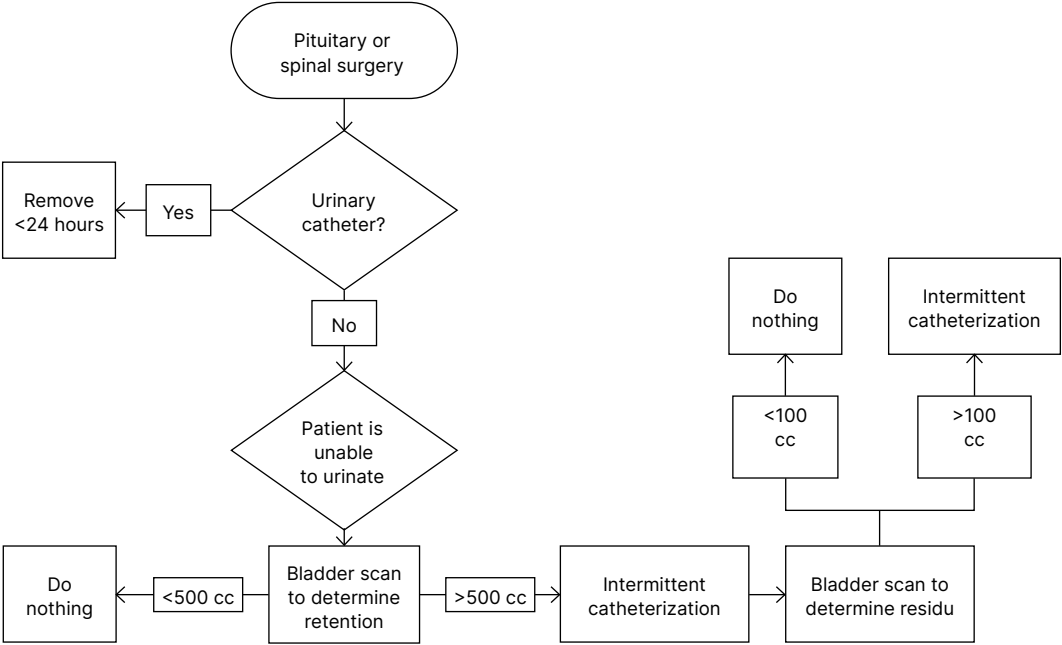 Pituitary or
spinal surgery
Urinary
catheter?
Yes
Remove
<24 hours
No
Patient is
unable
to urinate
Bladder scan
to determine
retention
<500 cc
Do
nothing
>500 cc
Intermittent
catheterization
Bladder scan to
determine residu
<100
cc
Do
nothing
>100
cc
Intermittent
catheterization